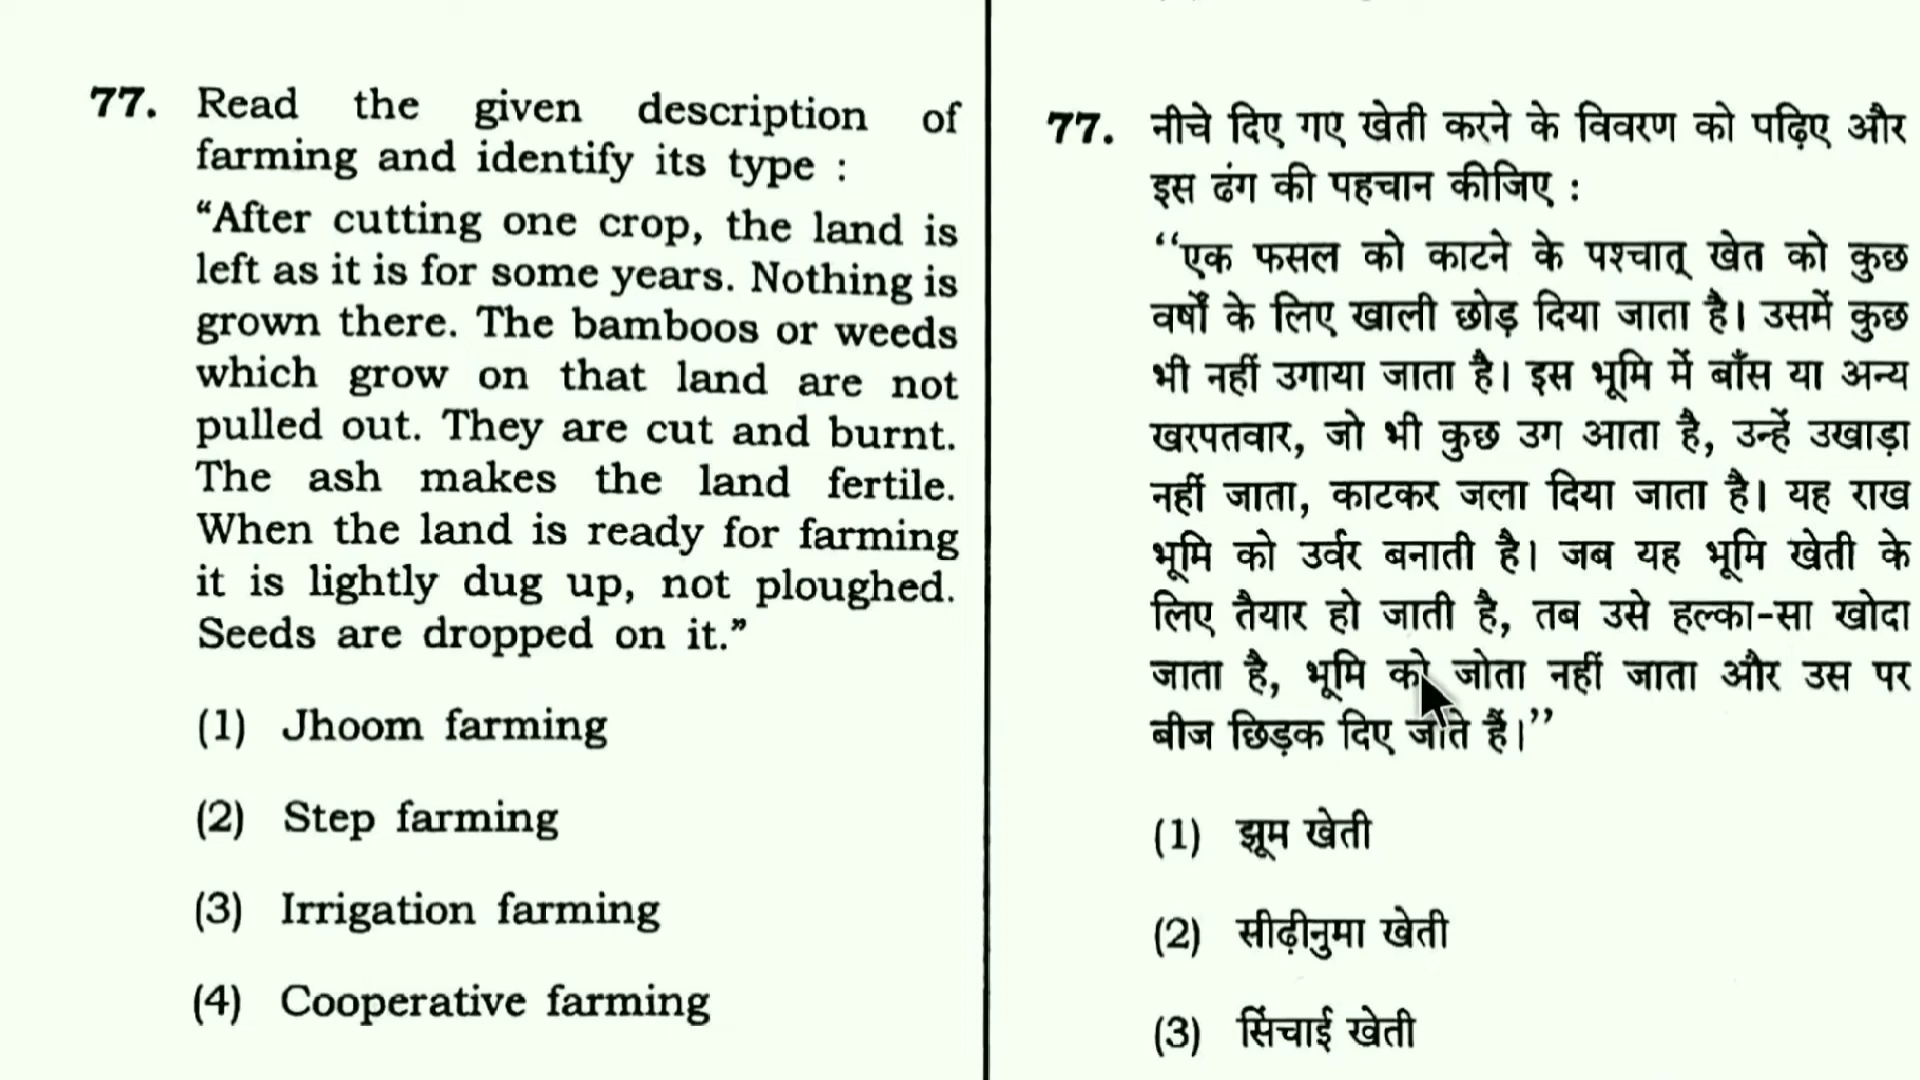 77. Read the given description of
farming and identify its type :
“After cutting one crop, the land is
left as it is for some years. Nothing is
grown there. The bamboos or weeds
which grow on that land are not
pulled out. They are cut and burnt.
The ash makes the land fertile.
When the land is ready for farming
it is lightly dug up, not ploughed.
Seeds are dropped on it.”
(1) Jhoom farming
(2) Step farming
(3) Irrigation farming
(4) Cooperative farming
77. नीचे दिए गए खेती करने के विवरण को पढ़िए और
इस ढंग की पहचान कीजिए :
‘‘एक फसल को काटने के पश्चात् खेत को कुछ
वर्षों के लिए खाली छोड़ दिया जाता है। उसमें कुछ
भी नहीं उगाया जाता है। इस भूमि में बाँस या अन्य
खरपतवार, जो भी कुछ उग आता है, उन्हें उखाड़ा
नहीं जाता, काटकर जला दिया जाता है। यह राख
भूमि को उर्वर बनाती है। जब यह भूमि खेती के
लिए तैयार हो जाती है, तब उसे हल्का-सा खोदा
जाता है, भूमि को जोता नहीं जाता और उस पर
बीज छिड़क दिए जाते हैं।’’
(1) झूम खेती
(2) सीढ़ीनुमा खेती
(3) सिंचाई खेती